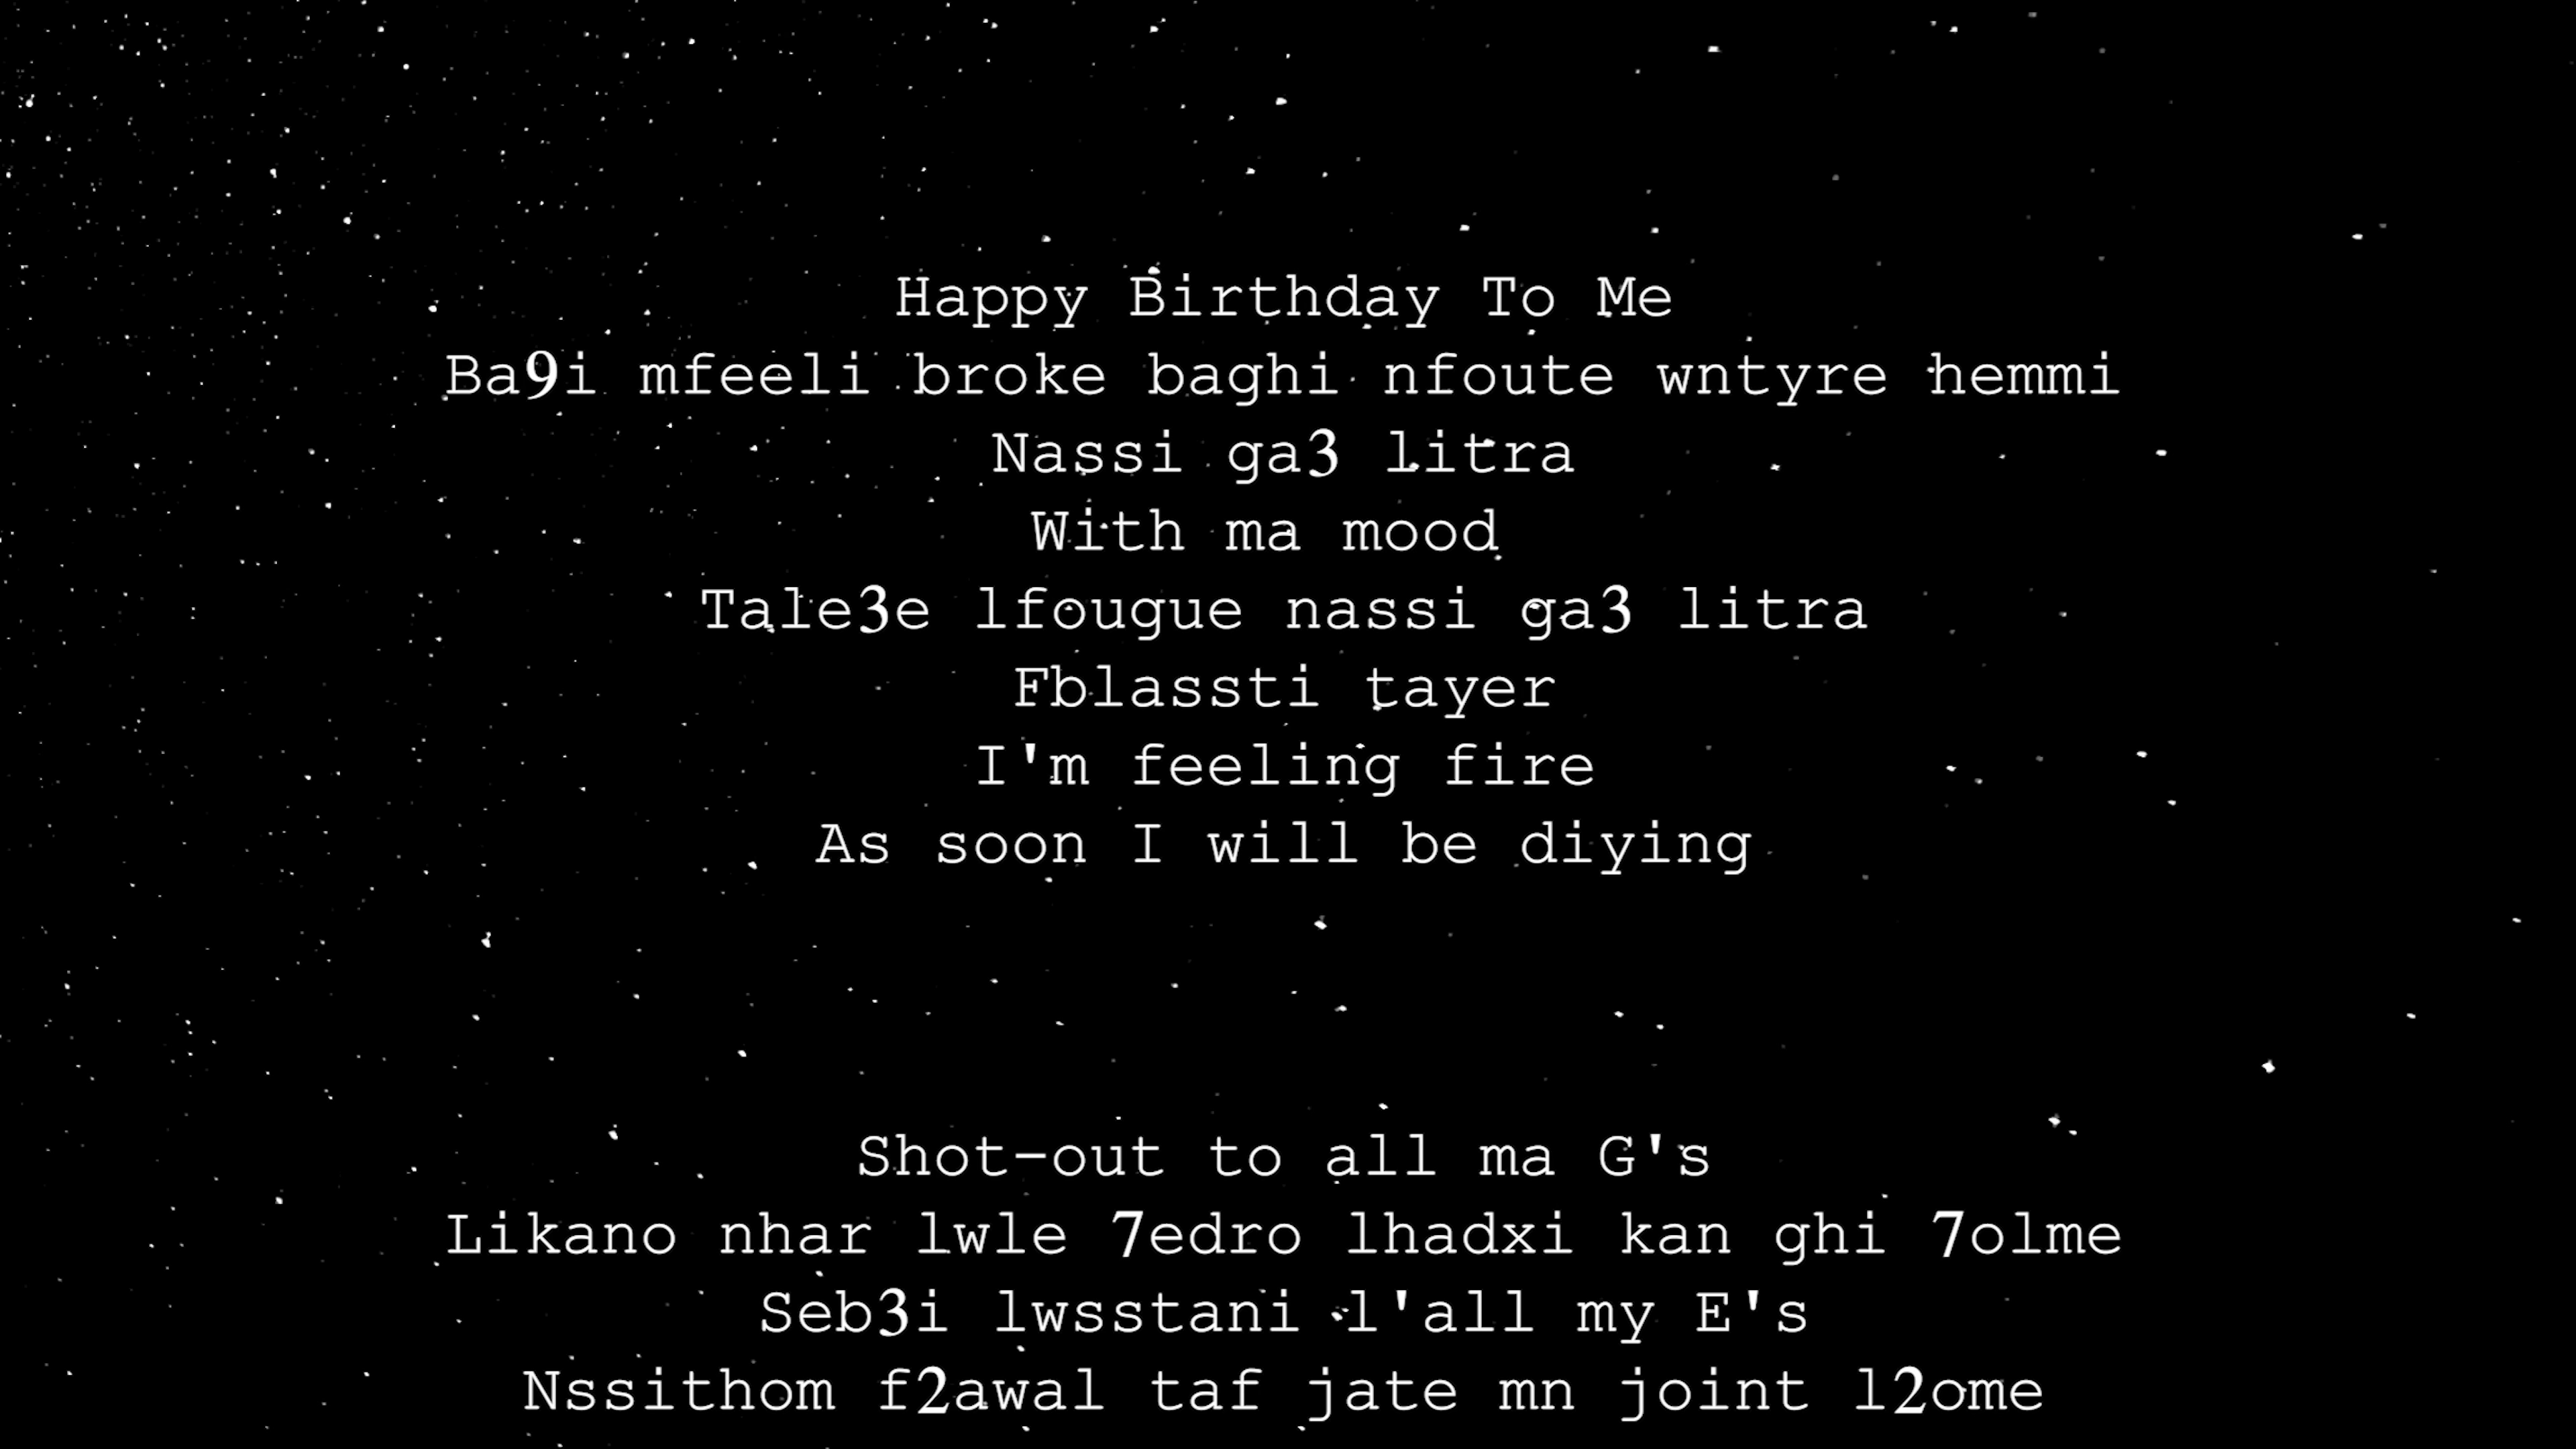 Happy Birthday To Me
Ba9i mfeeli broke baghi nfoute wntyre hemmi
Nassi ga3 litra
With ma mood
Tale3e lfougue nassi ga3 litra
Fblassti tayer
I'm feeling fire
As soon I will be diying
Shot-out to all ma G's
Likano nhar lwle 7edro lhadxi kan ghi 7olme
Seb3i lwsstani l'all my E's
Nssithom f2awal taf jate mn joint l2ome